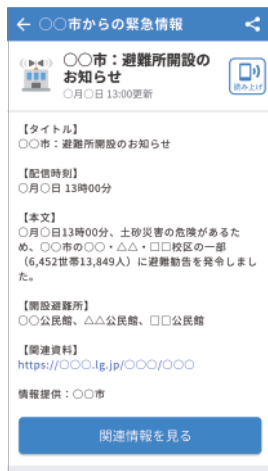 ○○市からの緊急情報
○○市：避難所開設の
お知らせ
○月○日 13:00更新
読み上げ
【タイトル】
○○市：避難所開設のお知らせ
【配信時刻】
○月○日 13時00分
【本文】
○月○日13時00分、土砂災害の危険があるた
め、○○市の○○・△△・□□校区の一部
（6,452世帯13,849人）に避難勧告を発令しまし
た。
【開設避難所】
○○公民館、△△公民館、□□公民館
【関連資料】
https://○○○.lg.jp/○○○/○○○
情報提供：○○市
関連情報を見る